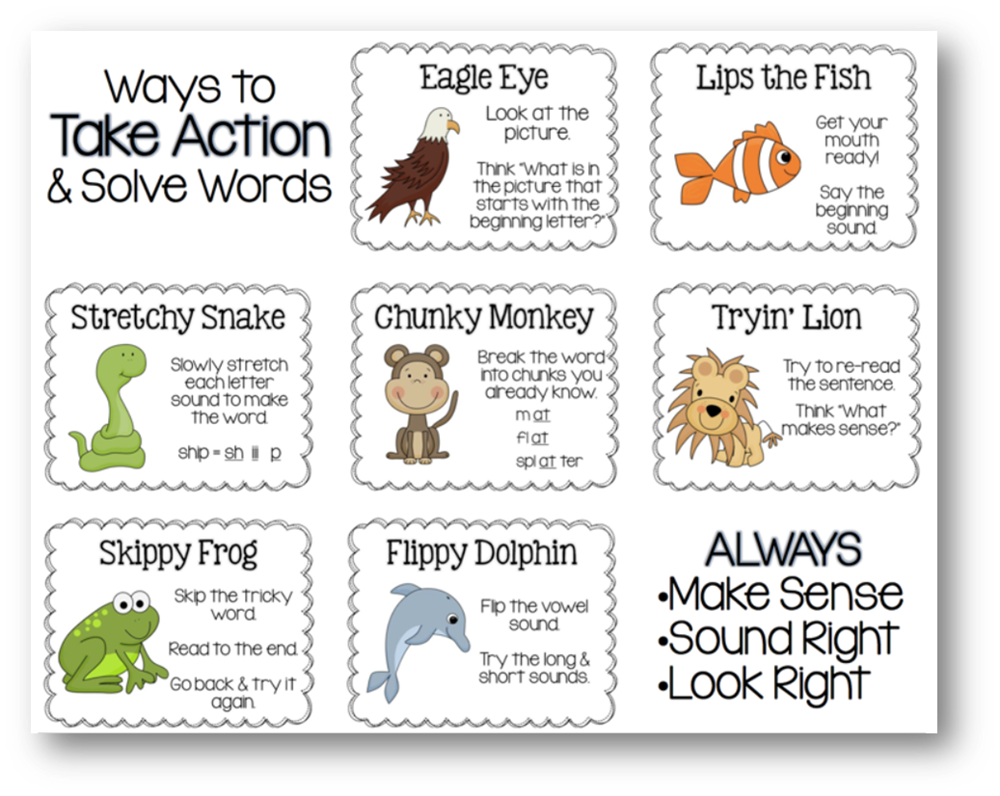 Ways to
Take Action
& Solve Words
Eagle Eye
Look at the
picture.
Think "What is in
the picture that
starts with the
beginning letter?"
Lips the Fish
Get your
mouth
ready!
Say the
beginning
sound.
Stretchy Snake
Slowly stretch
each letter
sound to make
the word.
ship = sh iii p
Chunky Monkey
Break the word
into chunks you
already know.
m at
fl at
spl at ter
Tryin' Lion
Try to re-read
the sentence.
Think "What
makes sense?"
Skippy Frog
Skip the tricky
word.
Read to the end.
Go back & try it
again.
Flippy Dolphin
Flip the vowel
sound.
Try the long &
short sounds.
ALWAYS
•Make Sense
•Sound Right
•Look Right